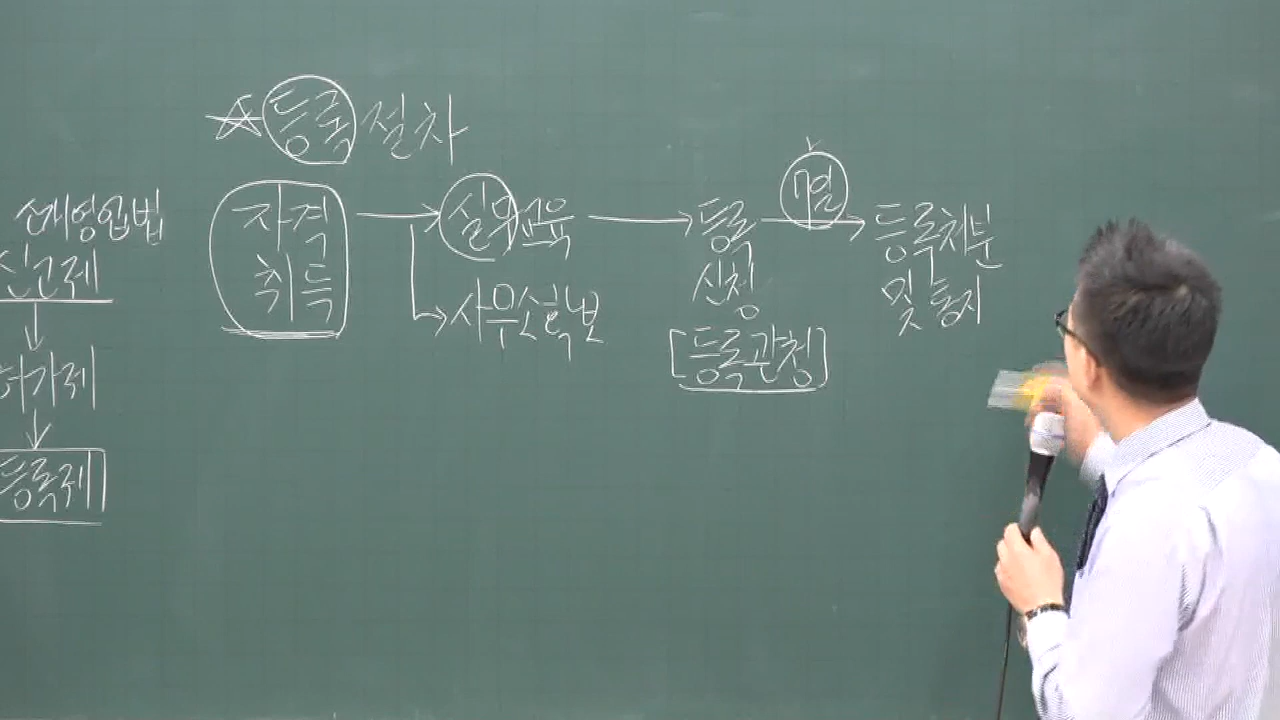 등록 절차
소개영업법
신고제
허가제
등록제
자격
취득
실무교육
사무소확보
등록
신청
[등록관청]
7일
등록처분
및 통지